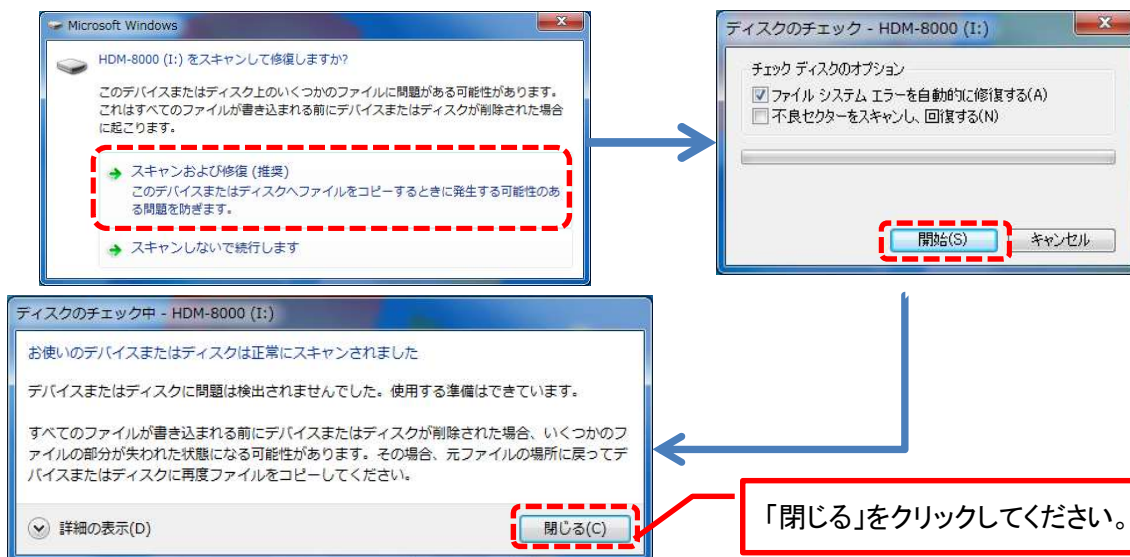 Microsoft Windows
HDM-8000 (I:) をスキャンして修復しますか?
このデバイスまたはディスク上のいくつかのファイルに問題がある可能性があります。
これはすべてのファイルが書き込まれる前にデバイスまたはディスクが削除された場合
に起こります。
スキャンおよび修復 (推奨)
このデバイスまたはディスクへファイルをコピーするときに発生する可能性のあ
る問題を防ぎます。
スキャンしないで続行します
ディスクのチェック - HDM-8000 (I:)
チェック ディスクのオプション
ファイル システム エラーを自動的に修復する(A)
不良セクターをスキャンし、回復する(N)
開始(S)
キャンセル
ディスクのチェック中 - HDM-8000 (I:)
お使いのデバイスまたはディスクは正常にスキャンされました
デバイスまたはディスクに問題は検出されませんでした。使用する準備はできています。
すべてのファイルが書き込まれる前にデバイスまたはディスクが削除された場合、いくつかのフ
ァイルの部分が失われた状態になる可能性があります。その場合、元ファイルの場所に戻ってデ
バイスまたはディスクに再度ファイルをコピーしてください。
詳細の表示(D)
閉じる(C)
「閉じる」をクリックしてください。